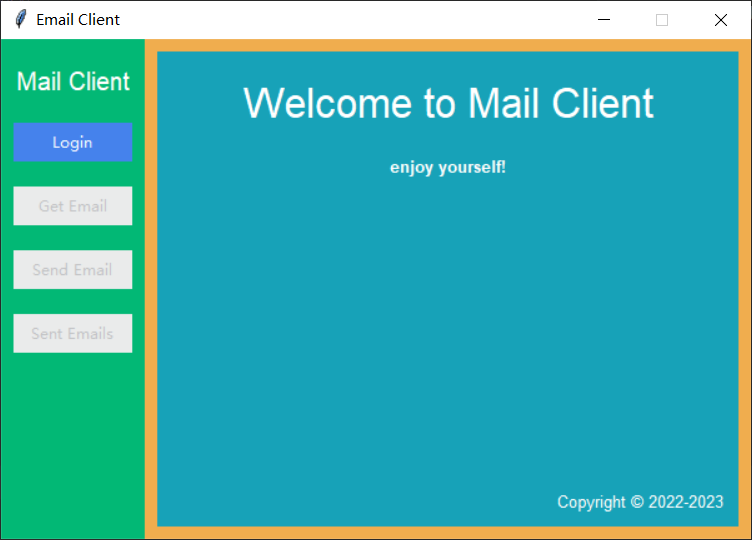 Email Client
Mail Client
Login
Get Email
Send Email
Sent Emails
Welcome to Mail Client
enjoy yourself!
Copyright © 2022-2023